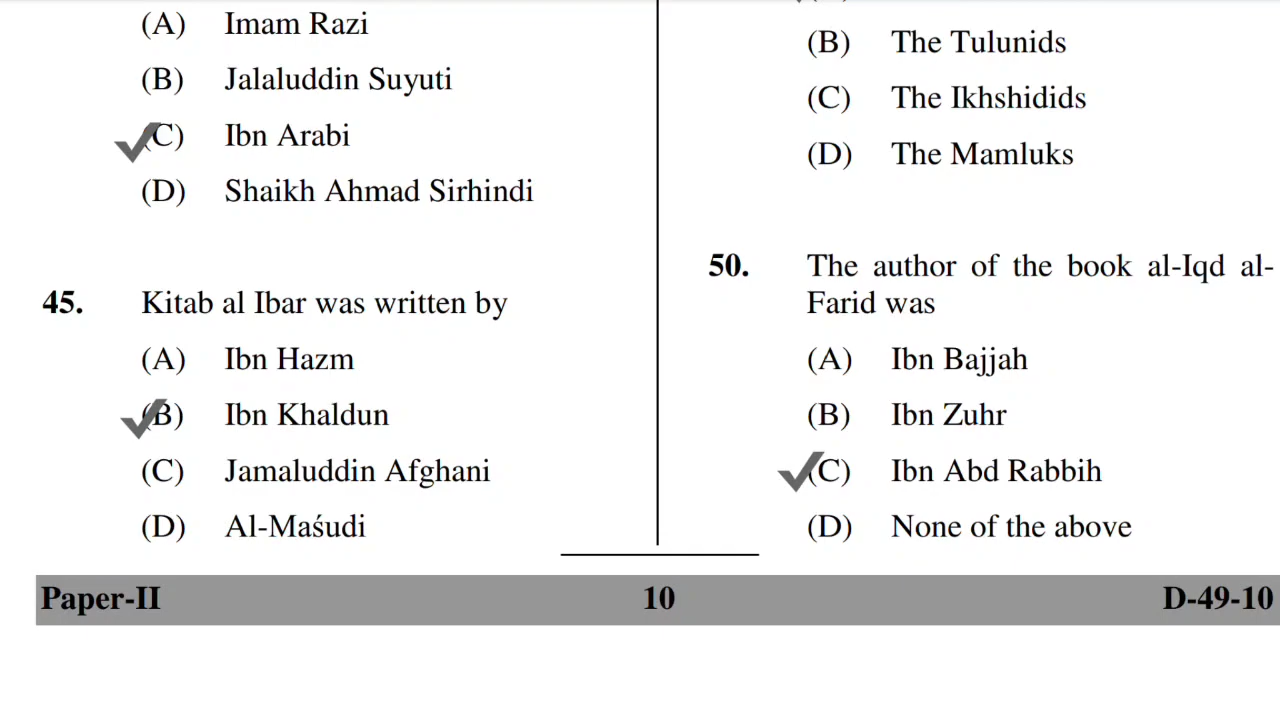 (A) Imam Razi
(B) Jalaluddin Suyuti
(C) Ibn Arabi
(D) Shaikh Ahmad Sirhindi
45. Kitab al Ibar was written by
(A) Ibn Hazm
(B) Ibn Khaldun
(C) Jamaluddin Afghani
(D) Al-Maśudi
(B) The Tulunids
(C) The Ikhshidids
(D) The Mamluks
50. The author of the book al-Iqd al-
Farid was
(A) Ibn Bajjah
(B) Ibn Zuhr
(C) Ibn Abd Rabbih
(D) None of the above
Paper-II 10 D-49-10